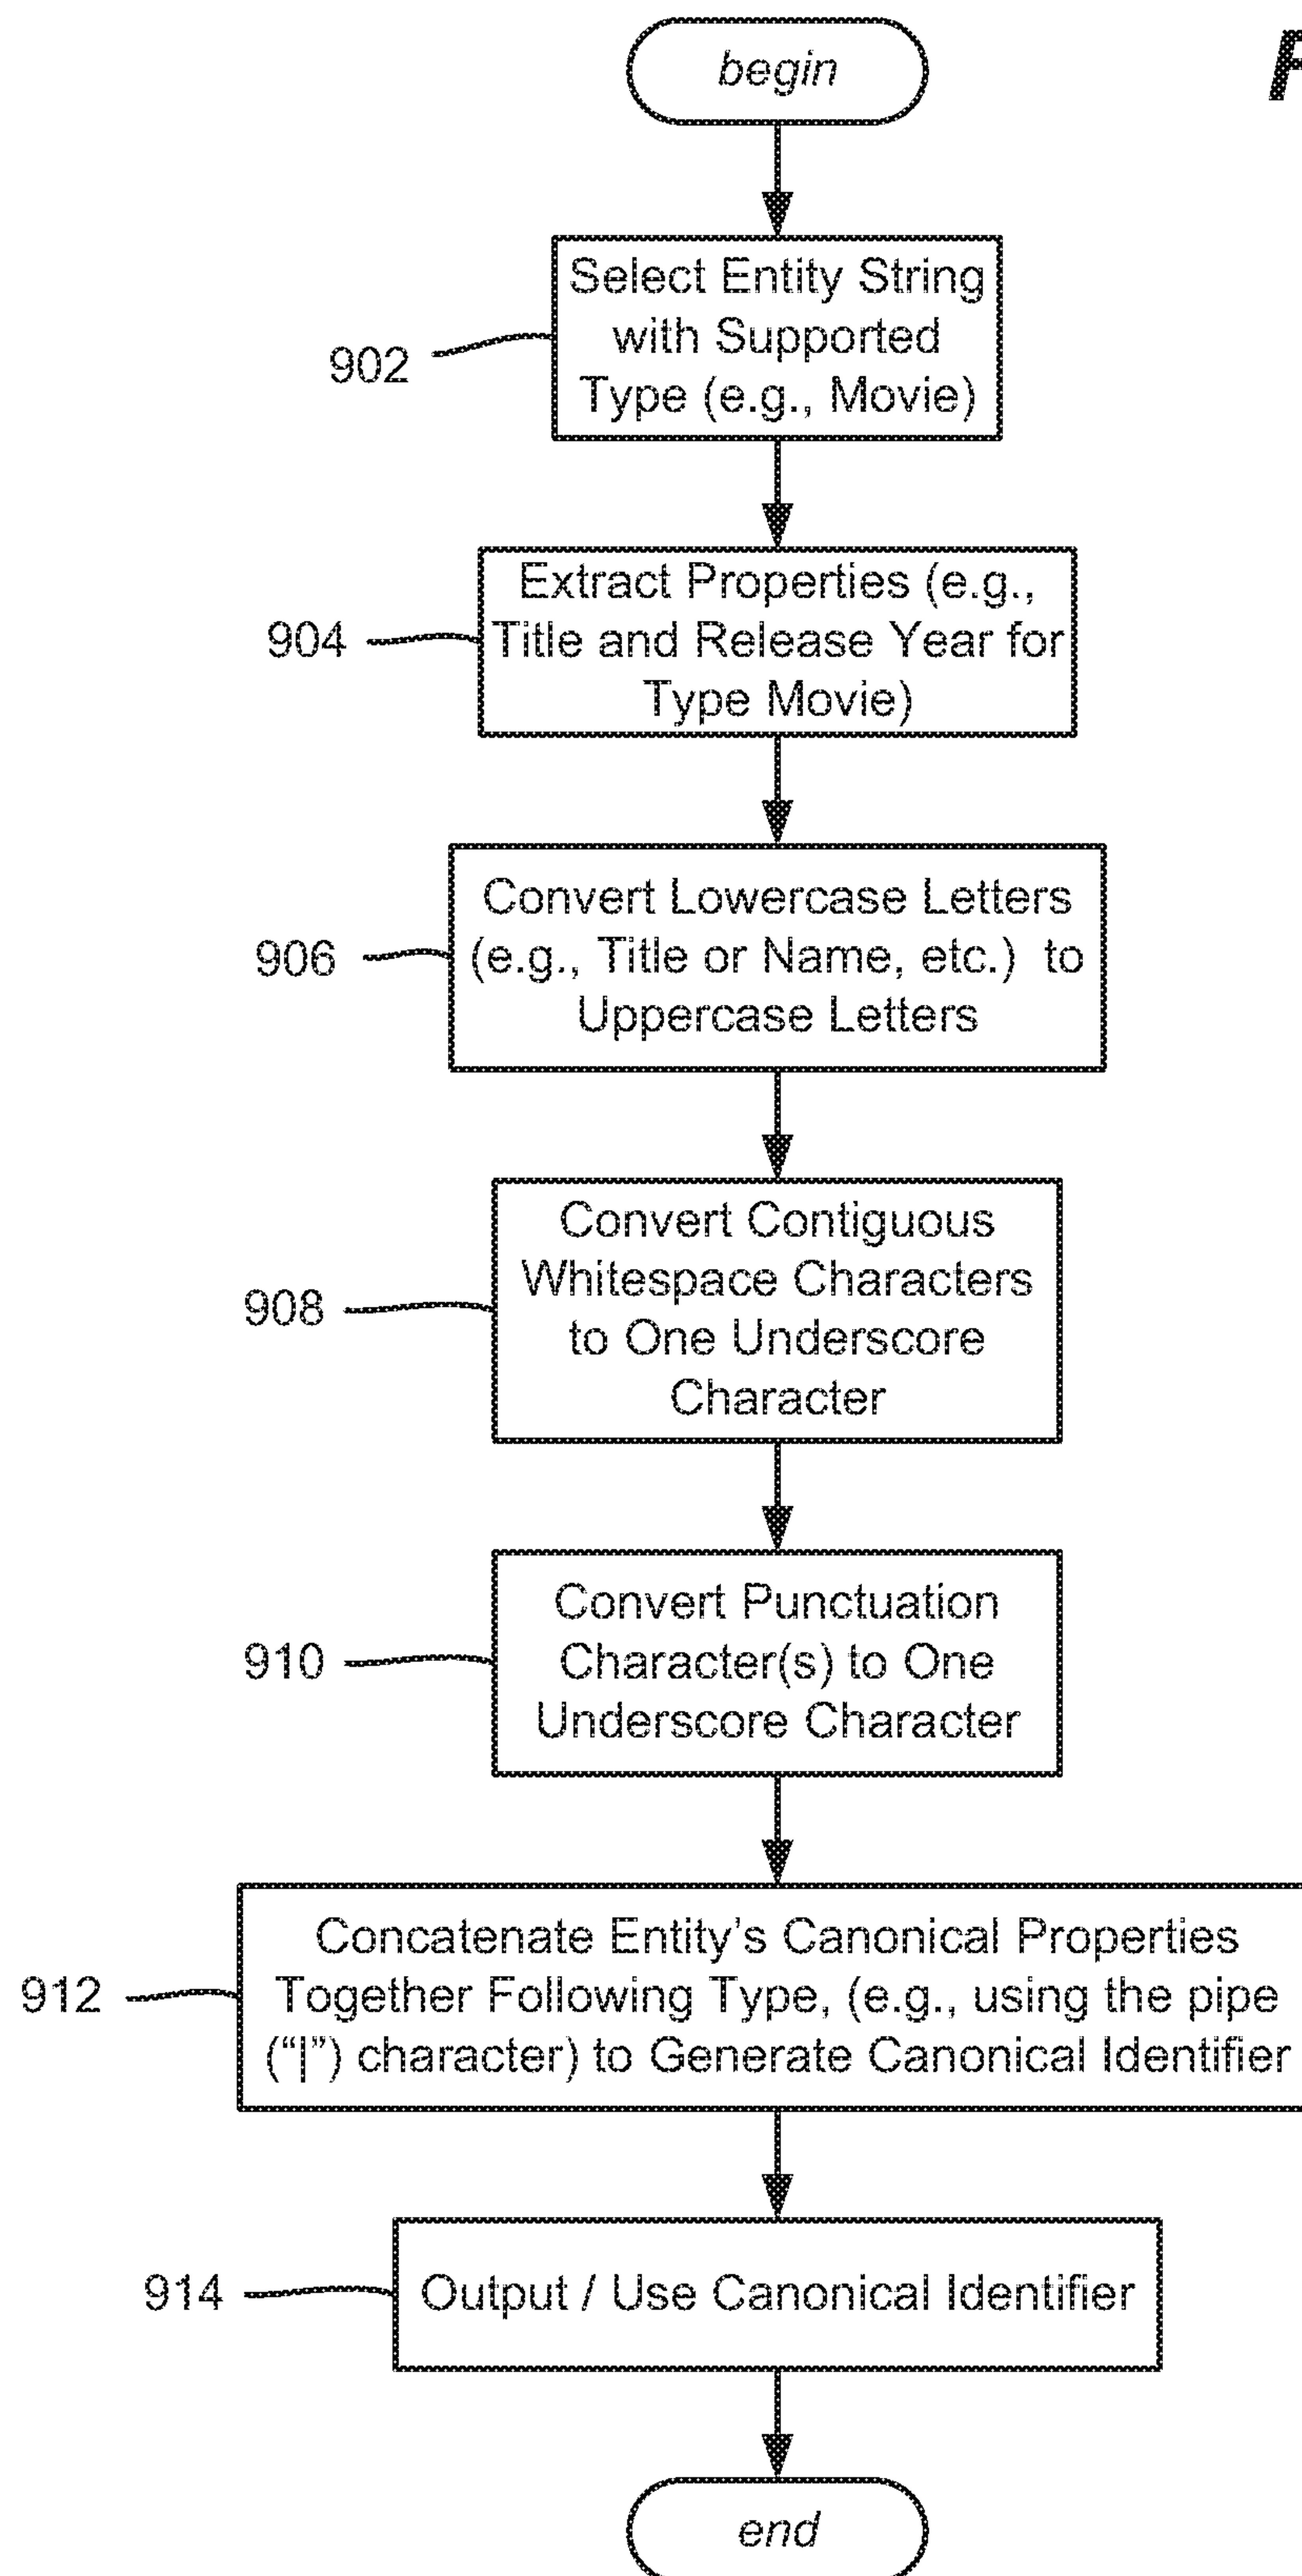 begin
Select Entity String
with Supported
Type (e.g., Movie)
902
Extract Properties (e.g.,
Title and Release Year for
Type Movie)
904
Convert Lowercase Letters
(e.g., Title or Name, etc.) to
Uppercase Letters
906
Convert Contiguous
Whitespace Characters
to One Underscore
Character
908
Convert Punctuation
Character(s) to One
Underscore Character
910
Concatenate Entity’s Canonical Properties
Together Following Type, (e.g., using the pipe
(“|”) character) to Generate Canonical Identifier
912
Output / Use Canonical Identifier
914
end